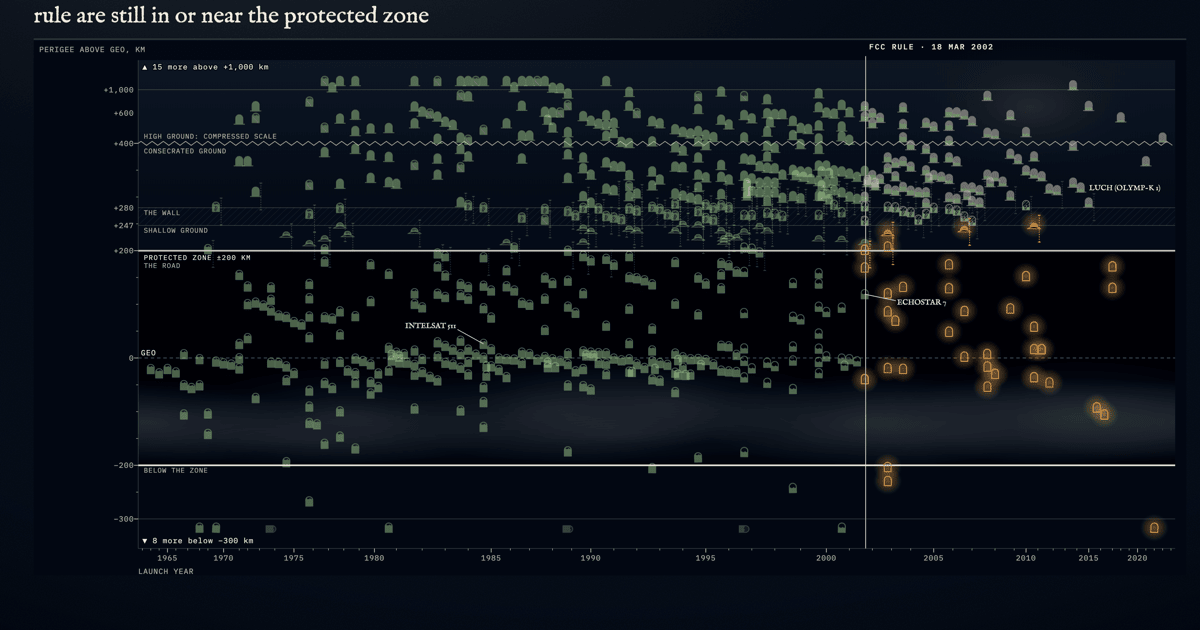 rule are still in or near the protected zone
PERIGEE ABOVE GEO, KM
FCC RULE · 18 MAR 2002
▲ 15 more above +1,000 km
+1,000
+600
HIGH GROUND: COMPRESSED SCALE
+400
CONSECRATED GROUND
LUCH (OLYMP-K 1)
+280
THE WALL
+247
SHALLOW GROUND
+200
PROTECTED ZONE ±200 KM
THE ROAD
ECHOSTAR 7
INTELSAT 511
GEO
0
-200
BELOW THE ZONE
-300
▼ 8 more below -300 km
1965 1970 1975 1980 1985 1990 1995 2000 2005 2010 2015 2020
LAUNCH YEAR